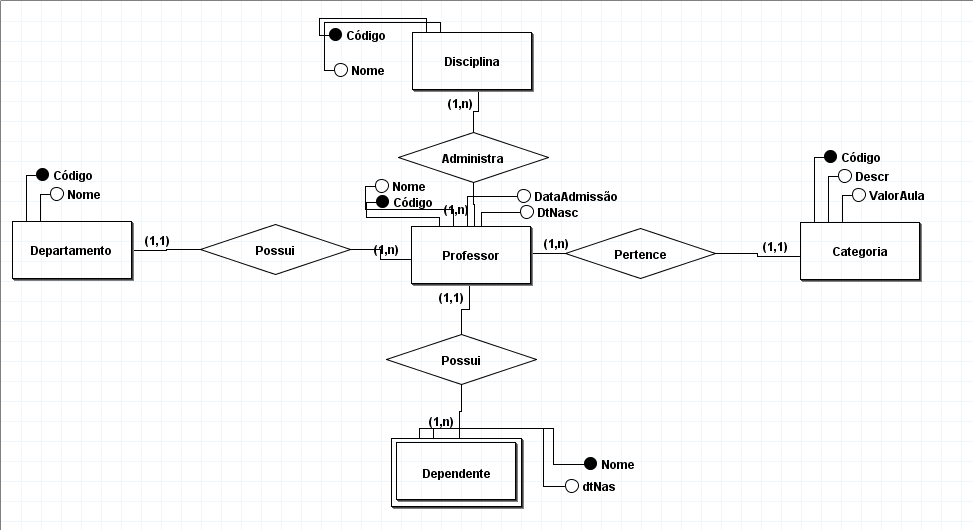 Código
Disciplina
Nome
(1,n)
Administra
Código
Nome
Nome
Código
(1,n)
DataAdmissão
DtNasc
Código
Descr
ValorAula
Departamento
(1,1)
Possui
(1,n)
Professor
(1,n)
Pertence
(1,1)
Categoria
(1,1)
Possui
(1,n)
Dependente
Nome
dtNas